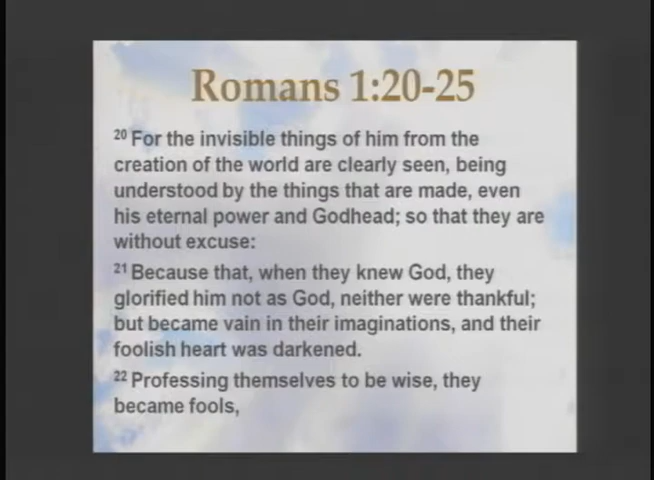 Romans 1:20-25
20 For the invisible things of him from the
creation of the world are clearly seen, being
understood by the things that are made, even
his eternal power and Godhead; so that they are
without excuse:
21 Because that, when they knew God, they
glorified him not as God, neither were thankful;
but became vain in their imaginations, and their
foolish heart was darkened.
22 Professing themselves to be wise, they
became fools,